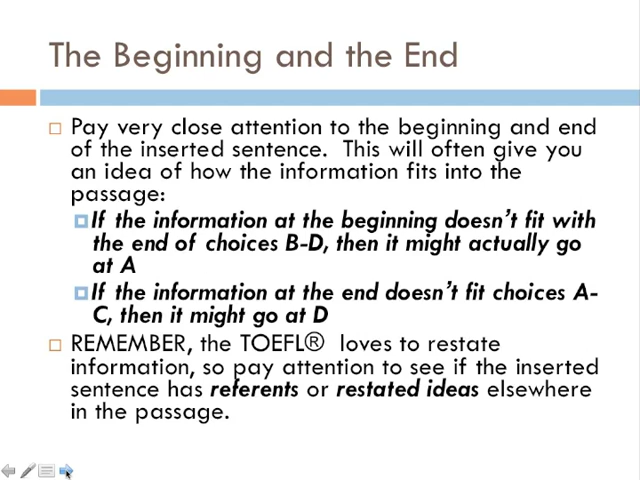 The Beginning and the End
Pay very close attention to the beginning and end
of the inserted sentence. This will often give you
an idea of how the information fits into the
passage:
If the information at the beginning doesn't fit with
the end of choices B-D, then it might actually go
at A
If the information at the end doesn't fit choices A-
C, then it might go at D
REMEMBER, the TOEFL® loves to restate
information, so pay attention to see if the inserted
sentence has referents or restated ideas elsewhere
in the passage.